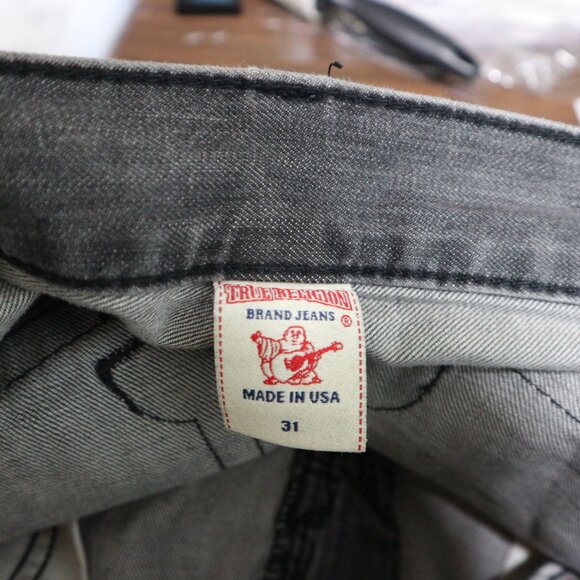 TRUE RELIGION
BRAND JEANS ®
MADE IN USA
31